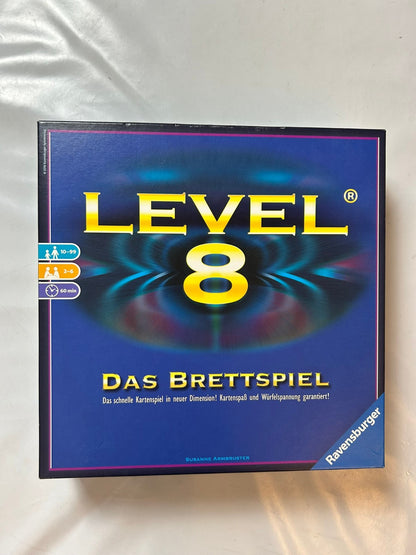 LEVEL®
8
10–99
2–6
60 min
DAS BRETTSPIEL
Das schnelle Kartenspiel in neuer Dimension! Kartenspaß und Würfelspannung garantiert!
Ravensburger
SUSANNE ARMBRUSTER